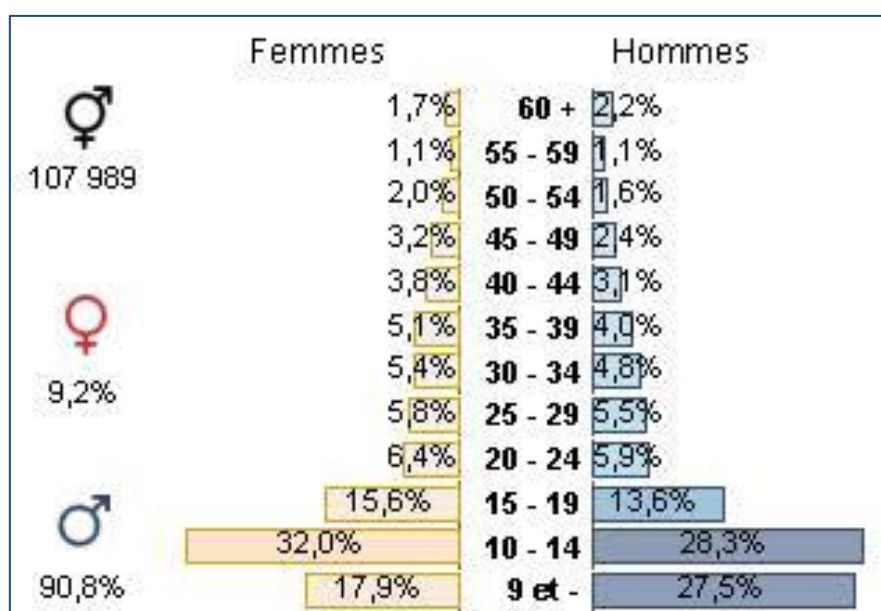 Femmes Hommes
1,7% 60 + 2,2%
1,1% 55 - 59 1,1%
107 989
2,0% 50 - 54 1,6%
3,2% 45 - 49 2,4%
3,8% 40 - 44 3,1%
5,1% 35 - 39 4,0%
5,4% 30 - 34 4,8%
9,2%
5,8% 25 - 29 5,5%
6,4% 20 - 24 5,9%
15,6% 15 - 19 13,6%
32,0% 10 - 14 28,3%
90,8% 17,9% 9 et - 27,5%